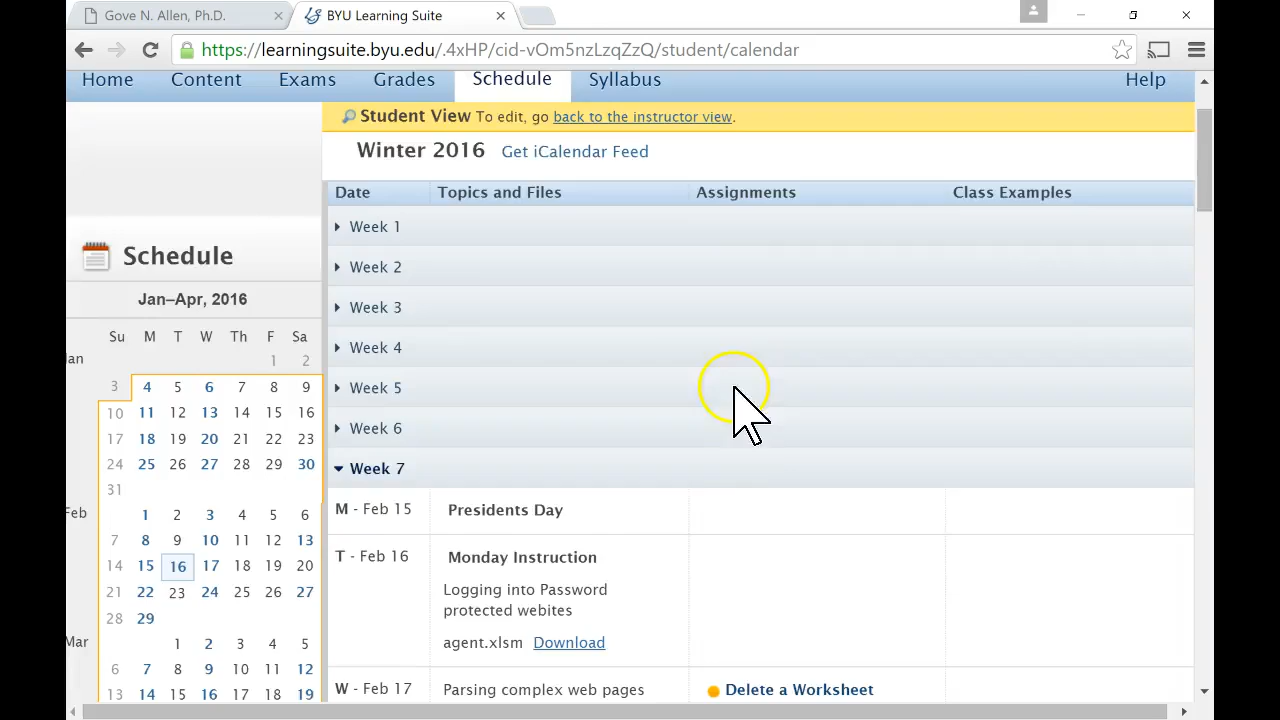 Gove N. Allen, Ph.D.
BYU Learning Suite
https://learningsuite.byu.edu/.4xHP/cid-vOm5nzLzqZzQ/student/calendar
Home Content Exams Grades Schedule Syllabus Help
Student View To edit, go back to the instructor view.
Winter 2016 Get iCalendar Feed
Date Topics and Files Assignments Class Examples
Week 1
Week 2
Week 3
Week 4
Week 5
Week 6
Week 7
M - Feb 15 Presidents Day
T - Feb 16 Monday Instruction
Logging into Password
protected webites
agent.xlsm Download
W - Feb 17 Parsing complex web pages Delete a Worksheet
Schedule
Jan–Apr, 2016
Su M T W Th F Sa
an 1 2
3 4 5 6 7 8 9
10 11 12 13 14 15 16
17 18 19 20 21 22 23
24 25 26 27 28 29 30
31
Feb 1 2 3 4 5 6
7 8 9 10 11 12 13
14 15 16 17 18 19 20
21 22 23 24 25 26 27
28 29
Mar 1 2 3 4 5
6 7 8 9 10 11 12
13 14 15 16 17 18 19